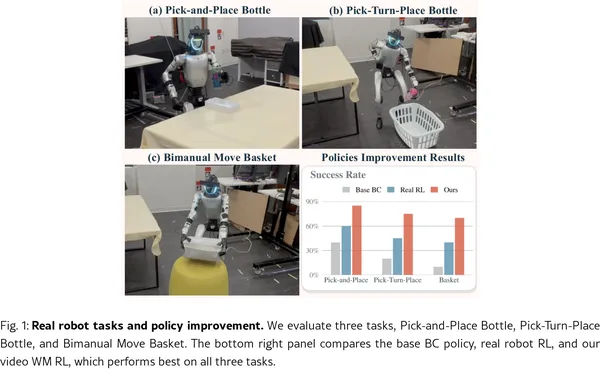 (a) Pick-and-Place Bottle
(b) Pick-Turn-Place Bottle
(c) Bimanual Move Basket
Policies Improvement Results
Success Rate
Base BC
Real RL
Ours
90%
60%
30%
0%
Pick-and-Place
Pick-Turn-Place
Basket
Fig. 1: Real robot tasks and policy improvement. We evaluate three tasks, Pick-and-Place Bottle, Pick-Turn-Place
Bottle, and Bimanual Move Basket. The bottom right panel compares the base BC policy, real robot RL, and our
video WM RL, which performs best on all three tasks.